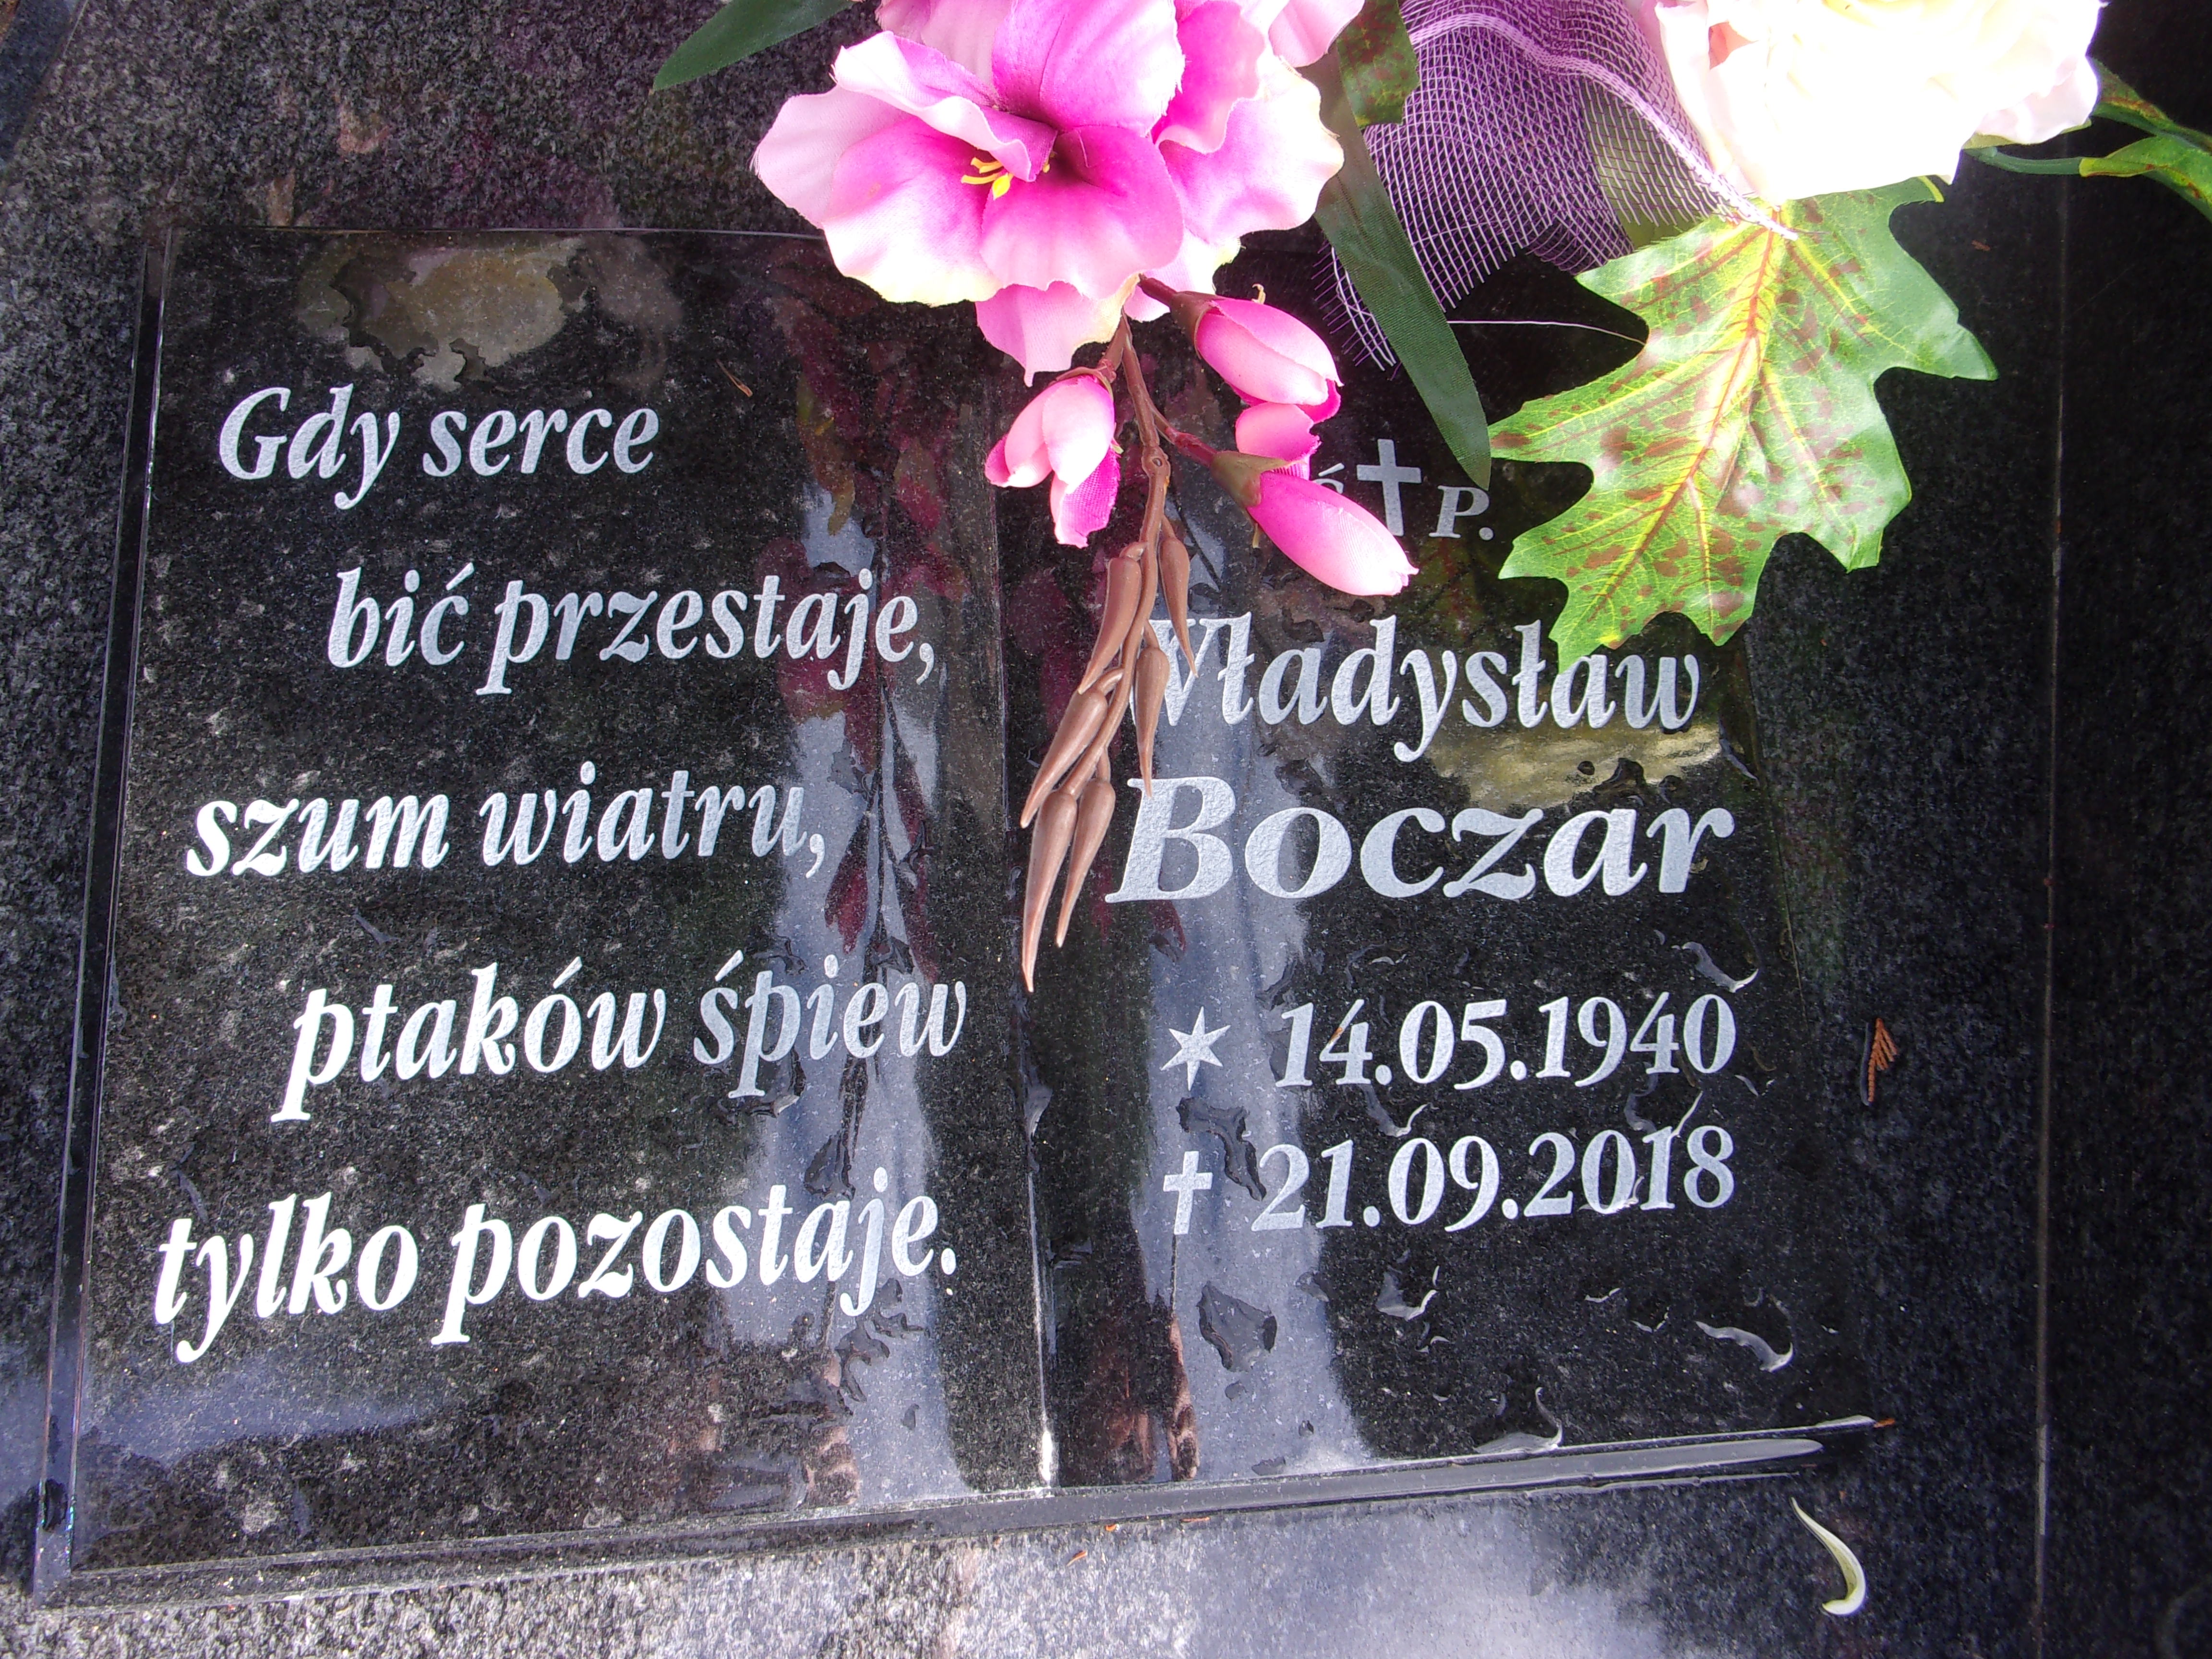 Gdy serce
bić przestaje,
szum wiatru,
ptaków śpiew
tylko pozostaje.
Ś✝P.
Władysław
Boczar
✶ 14.05.1940
✝ 21.09.2018